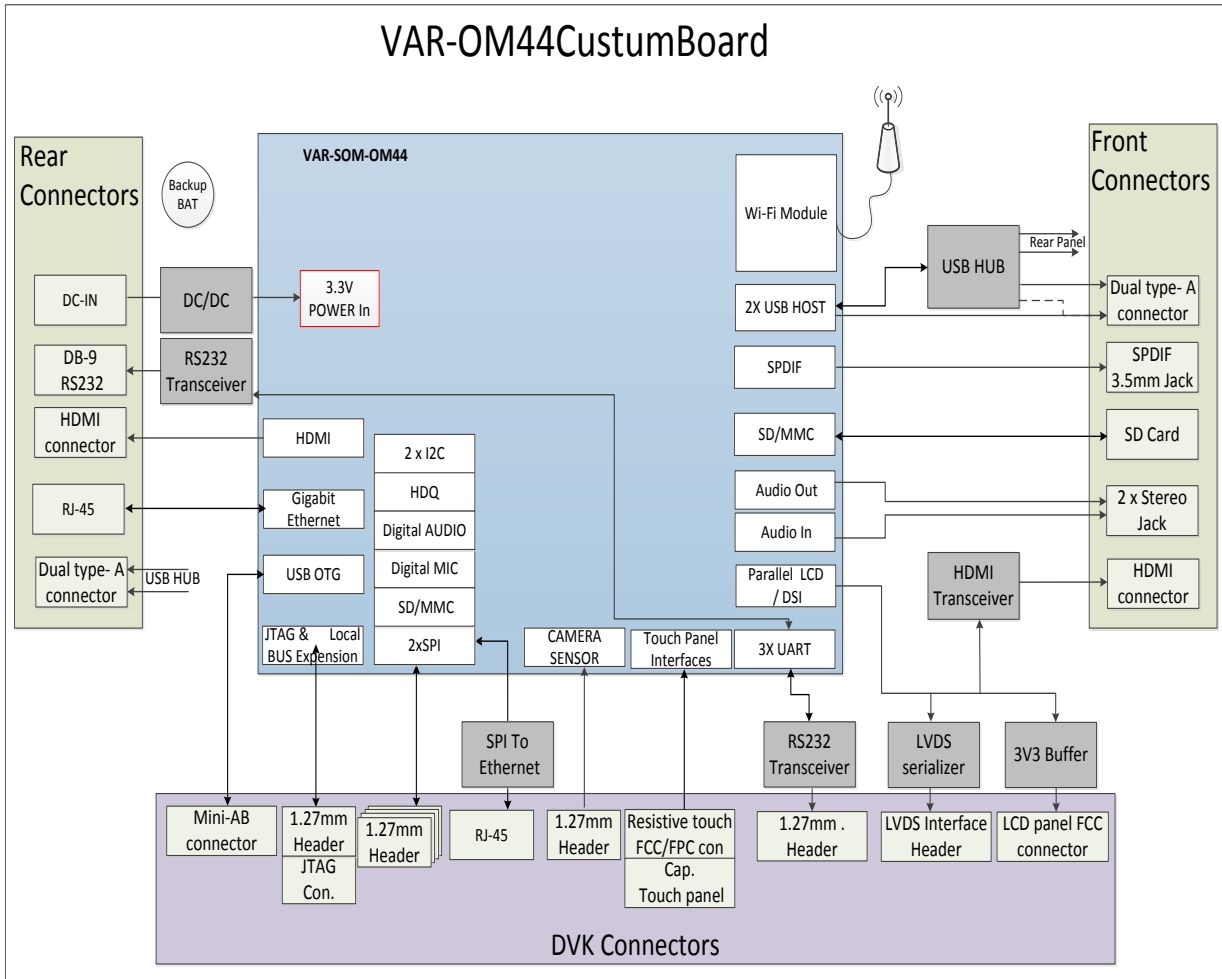 VAR-OM44CustumBoard
Rear
Connectors
Backup
BAT
DC-IN
DC/DC
DB-9
RS232
RS232
Transceiver
HDMI
connector
RJ-45
Dual type- A
connector
USB HUB
VAR-SOM-OM44
3.3V
POWER In
HDMI
Gigabit
Ethernet
USB OTG
JTAG & Local
BUS Expension
2 x I2C
HDQ
Digital AUDIO
Digital MIC
SD/MMC
2xSPI
CAMERA
SENSOR
Touch Panel
Interfaces
Wi-Fi Module
2X USB HOST
SPDIF
SD/MMC
Audio Out
Audio In
Parallel LCD
/ DSI
3X UART
USB HUB
Rear Panel
Front
Connectors
Dual type- A
connector
SPDIF
3.5mm Jack
SD Card
2 x Stereo
Jack
HDMI
Transceiver
HDMI
connector
SPI To
Ethernet
RS232
Transceiver
LVDS
serializer
3V3 Buffer
Mini-AB
connector
1.27mm
Header
JTAG
Con.
1.27mm
Header
RJ-45
1.27mm
Header
Resistive touch
FCC/FPC con
Cap.
Touch panel
1.27mm .
Header
LVDS Interface
Header
LCD panel FCC
connector
DVK Connectors